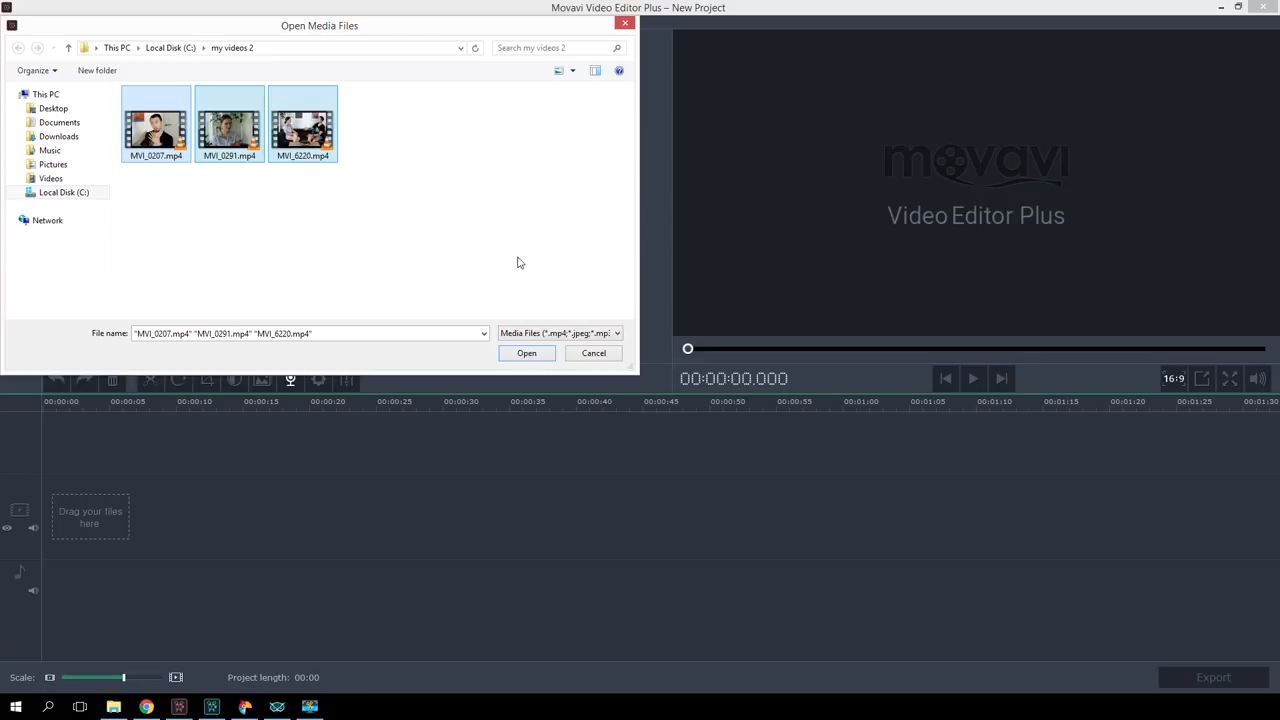 Movavi Video Editor Plus – New Project
Open Media Files
This PC
Local Disk (C:)
my videos 2
Search my videos 2
Organize
New folder
This PC
Desktop
Documents
Downloads
Music
Pictures
Videos
Local Disk (C:)
Network
MVI_0207.mp4
MVI_0291.mp4
MVI_6220.mp4
File name:
"MVI_0207.mp4" "MVI_0291.mp4" "MVI_6220.mp4"
Media Files (*.mp4;*.jpeg;*.mp3
Open
Cancel
movavi
Video Editor Plus
00:00:00.000
16:9
00:00:00 00:00:05 00:00:10 00:00:15 00:00:20 00:00:25 00:00:30 00:00:35 00:00:40 00:00:45 00:00:50 00:00:55 00:01:00 00:01:05 00:01:10 00:01:15 00:01:20 00:01:25 00:01:30
Drag your files
here
Scale:
Project length: 00:00
Export